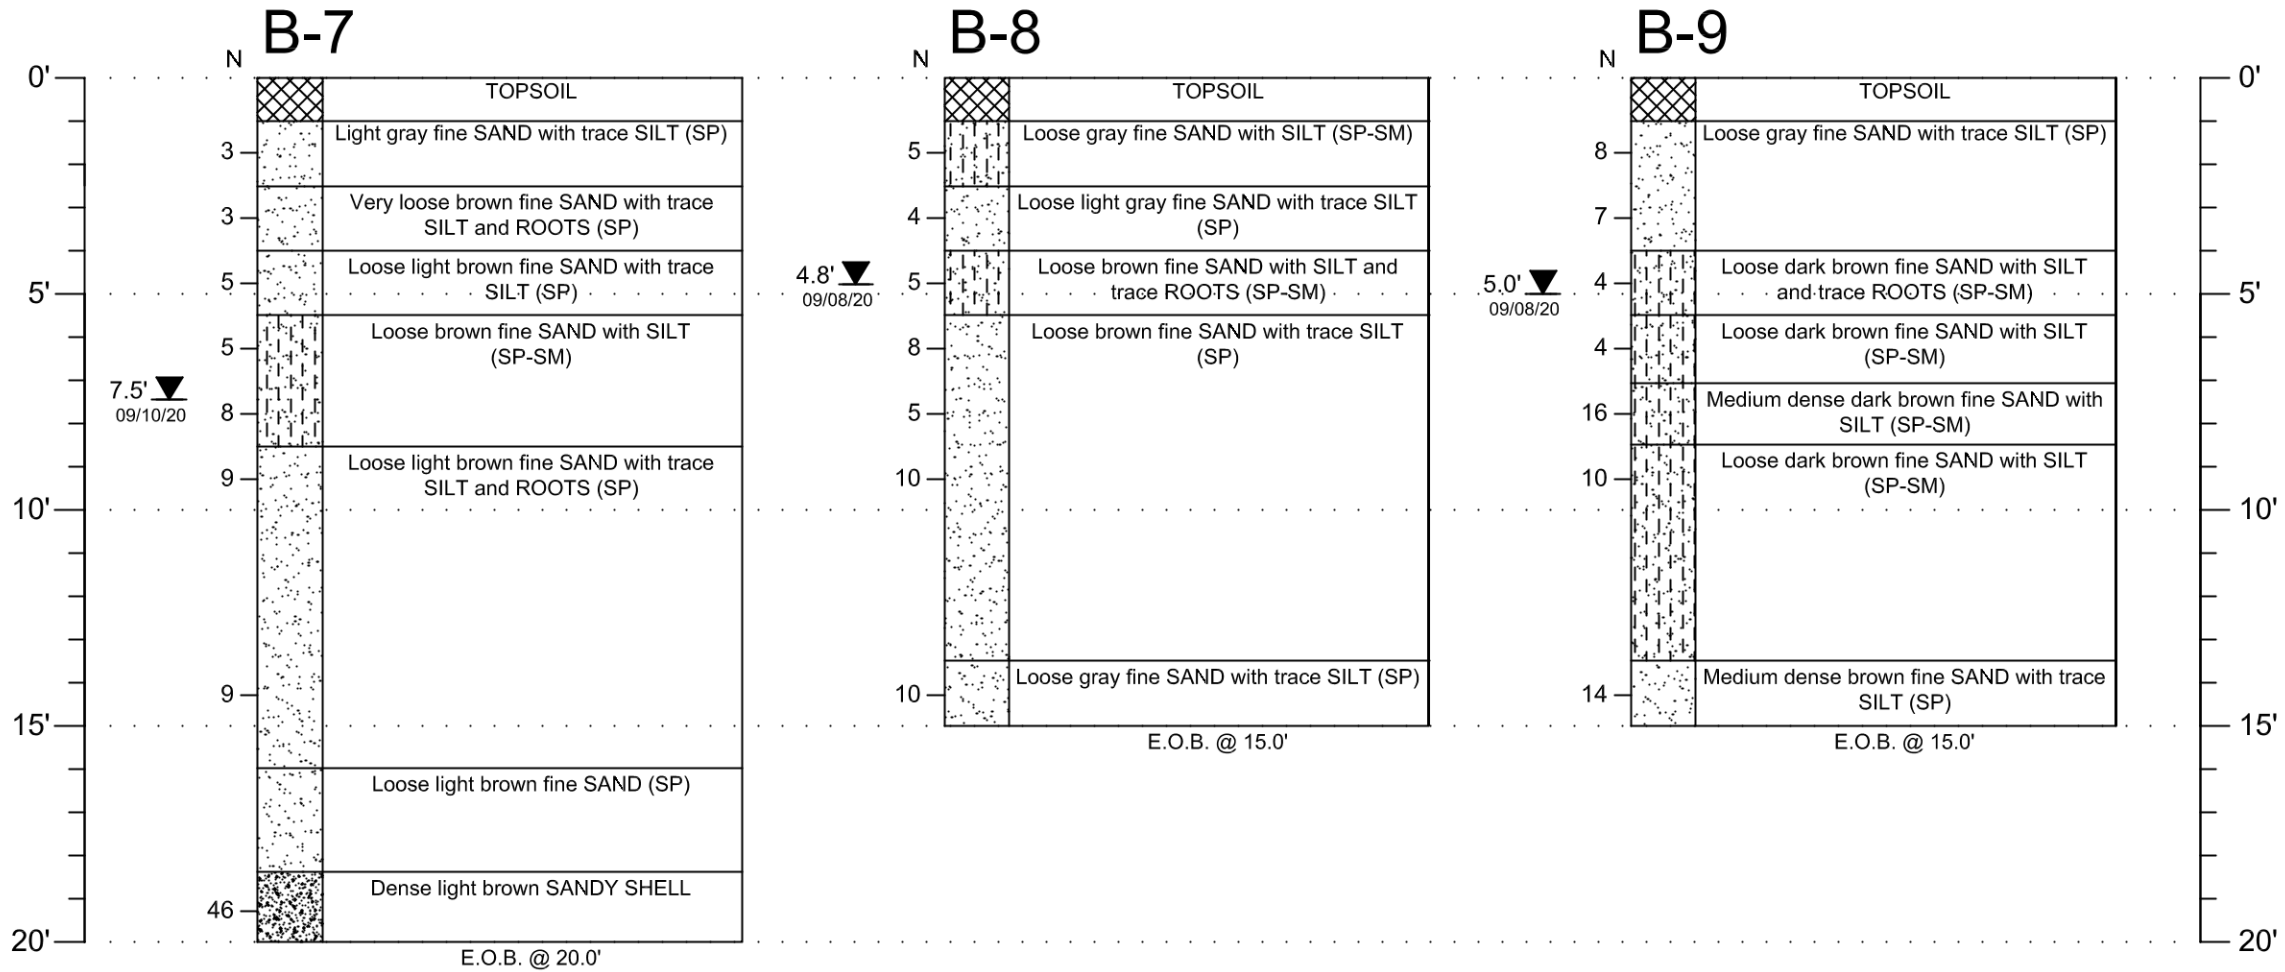 B-7
N
TOPSOIL
Light gray fine SAND with trace SILT (SP)
Very loose brown fine SAND with trace
SILT and ROOTS (SP)
Loose light brown fine SAND with trace
SILT (SP)
Loose brown fine SAND with SILT
(SP-SM)
Loose light brown fine SAND with trace
SILT and ROOTS (SP)
Loose light brown fine SAND (SP)
Dense light brown SANDY SHELL
E.O.B. @ 20.0'
3
3
5
5
8
9
9
46
7.5'
09/10/20
0'
5'
10'
15'
20'
B-8
N
TOPSOIL
Loose gray fine SAND with SILT (SP-SM)
Loose light gray fine SAND with trace SILT
(SP)
Loose brown fine SAND with SILT and
trace ROOTS (SP-SM)
Loose brown fine SAND with trace SILT
(SP)
Loose gray fine SAND with trace SILT (SP)
E.O.B. @ 15.0'
5
4
5
8
5
10
10
4.8'
09/08/20
B-9
N
TOPSOIL
Loose gray fine SAND with trace SILT (SP)
Loose dark brown fine SAND with SILT
and trace ROOTS (SP-SM)
Loose dark brown fine SAND with SILT
(SP-SM)
Medium dense dark brown fine SAND with
SILT (SP-SM)
Loose dark brown fine SAND with SILT
(SP-SM)
Medium dense brown fine SAND with trace
SILT (SP)
E.O.B. @ 15.0'
8
7
4
4
16
10
14
5.0'
09/08/20
0'
5'
10'
15'
20'